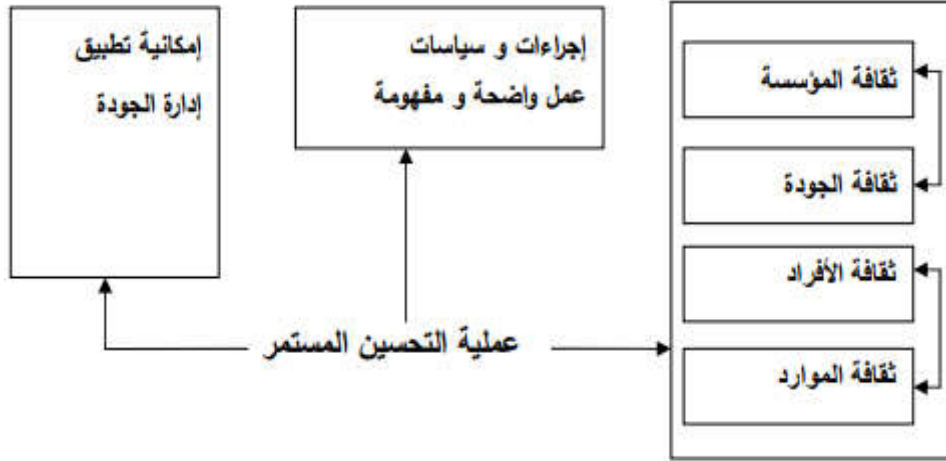 ثقافة المؤسسة
ثقافة الجودة
ثقافة الأفراد
ثقافة الموارد
إجراءات و سياسات
عمل واضحة و مفهومة
إمكانية تطبيق
إدارة الجودة
عملية التحسين المستمر